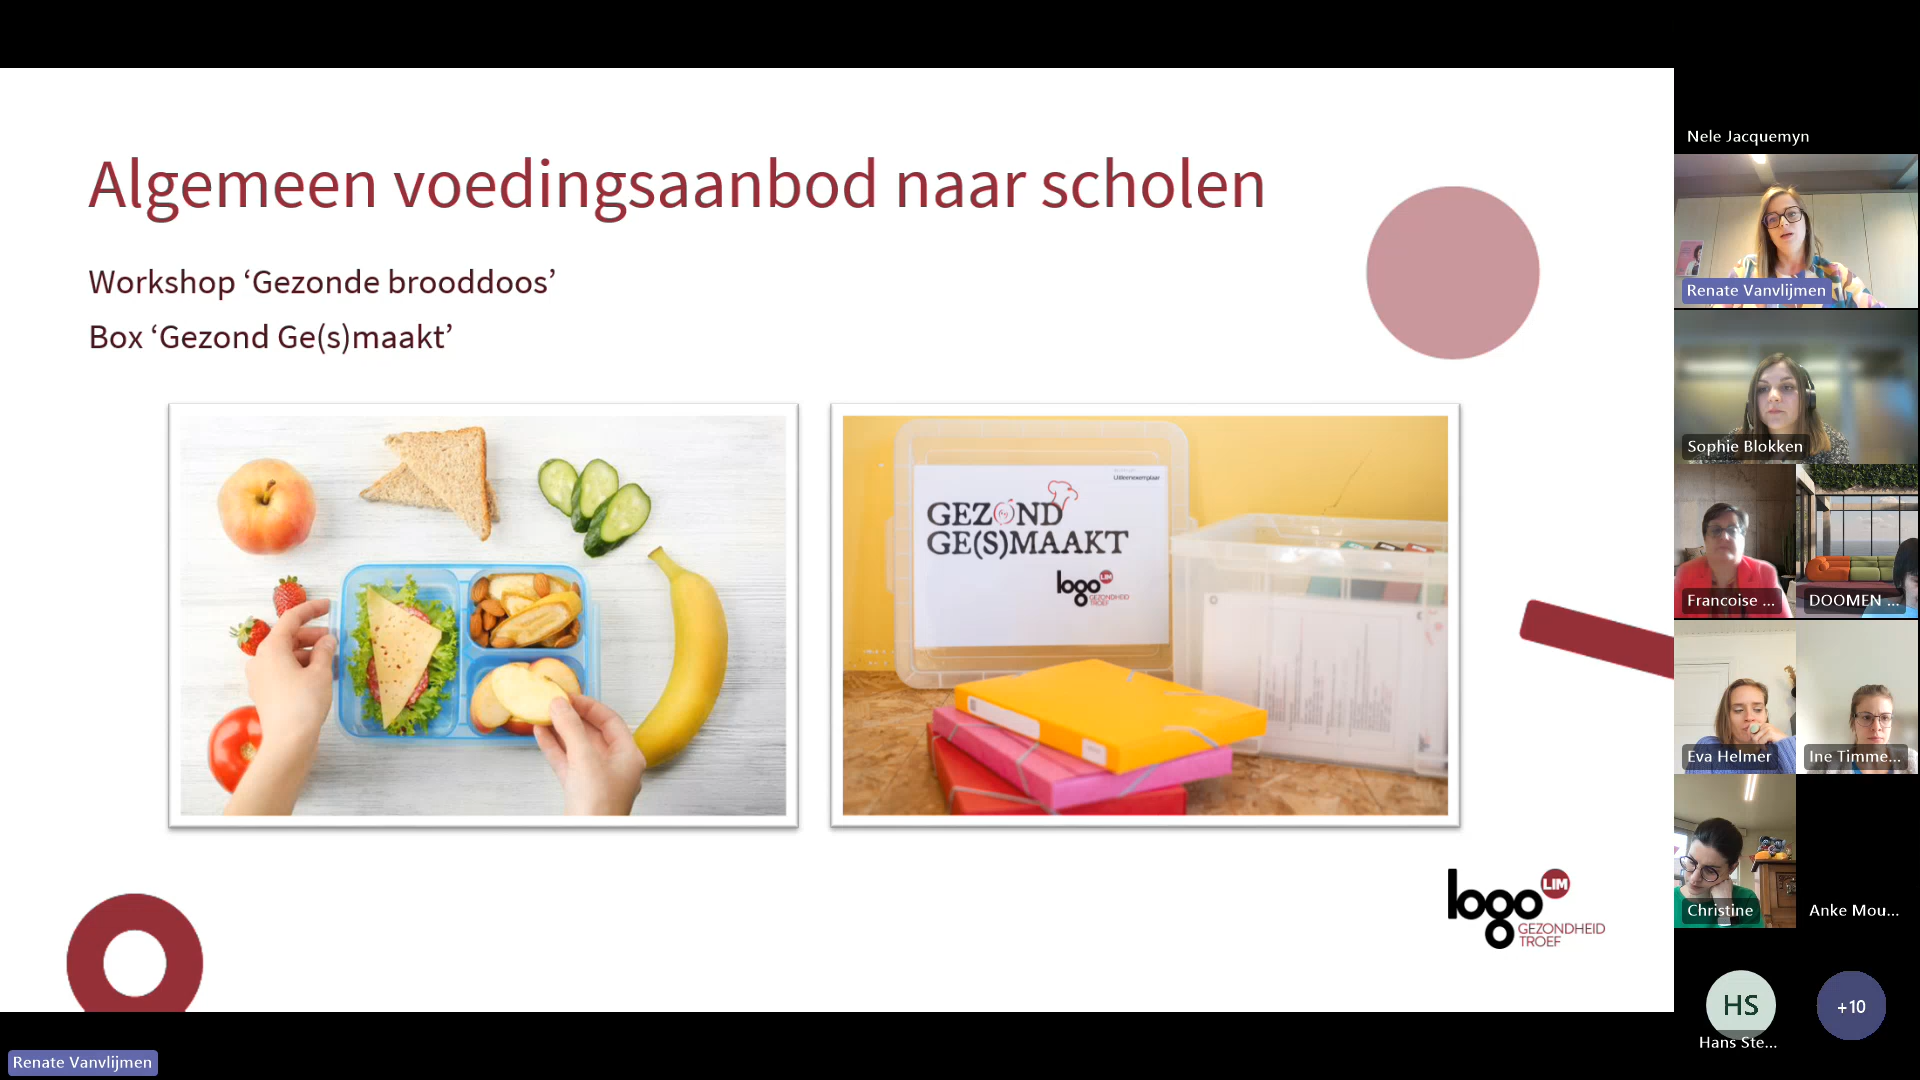 Algemeen voedingsaanbod naar scholen
Workshop ‘Gezonde brooddoos’
Box ‘Gezond Ge(s)maakt’
Uitleenexemplaar
GEZOND
GE(S)MAAKT
logo LIM
GEZONDHEID
TROEF
logo LIM
GEZONDHEID
TROEF
Renate Vanvlijmen
Nele Jacquemyn
Renate Vanvlijmen
Sophie Blokken
Francoise ...
DOOMEN ...
Eva Helmer
Ine Timme...
Christine
Anke Mou...
HS
+10
Hans Ste...